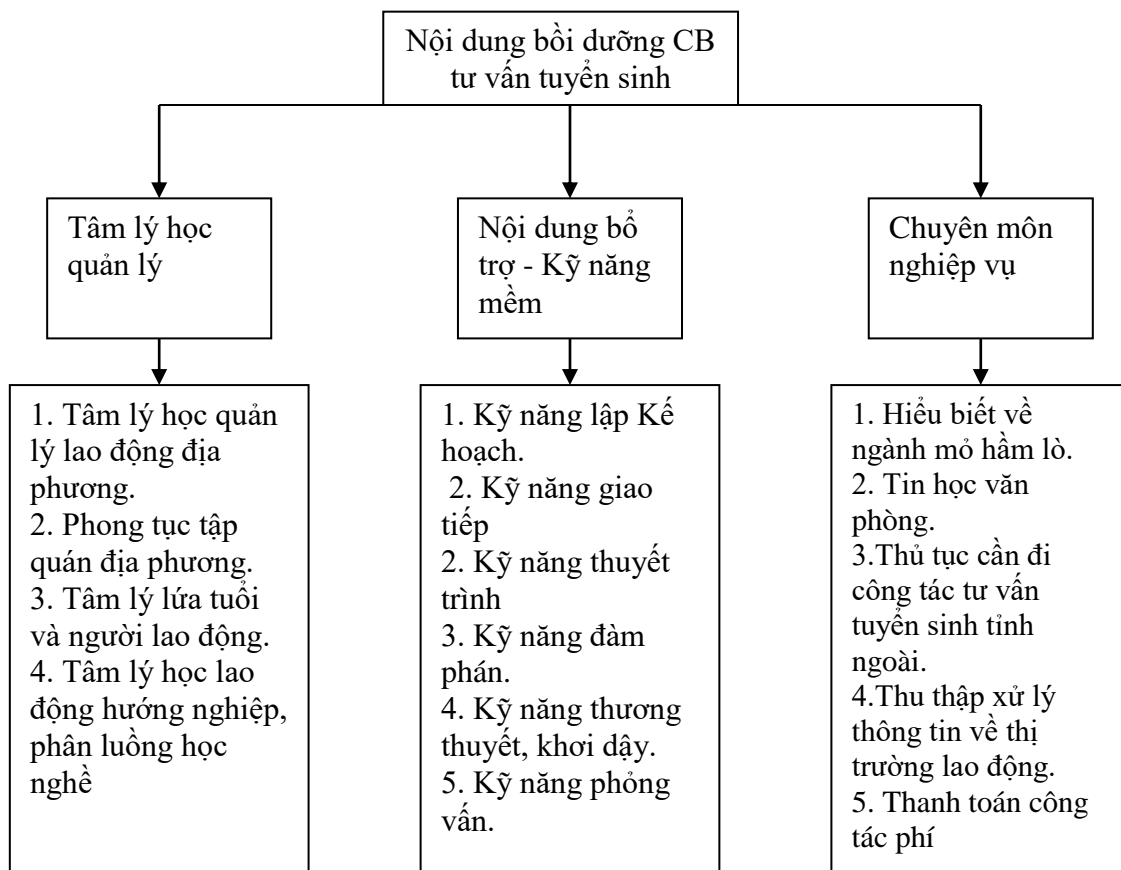 Nội dung bồi dưỡng CB
tư vấn tuyển sinh
Tâm lý học
quản lý
Nội dung bổ
trợ - Kỹ năng
mềm
Chuyên môn
nghiệp vụ
1. Tâm lý học quản
lý lao động địa
phương.
2. Phong tục tập
quán địa phương.
3. Tâm lý lứa tuổi
và người lao động.
4. Tâm lý học lao
động hướng nghiệp,
phân luồng học
nghề
1. Kỹ năng lập Kế
hoạch.
2. Kỹ năng giao
tiếp
2. Kỹ năng thuyết
trình
3. Kỹ năng đàm
phán.
4. Kỹ năng thương
thuyết, khơi dậy.
5. Kỹ năng phỏng
vấn.
1. Hiểu biết về
ngành mỏ hầm lò.
2. Tin học văn
phòng.
3.Thủ tục cần đi
công tác tư vấn
tuyển sinh tỉnh
ngoài.
4.Thu thập xử lý
thông tin về thị
trường lao động.
5. Thanh toán công
tác phí